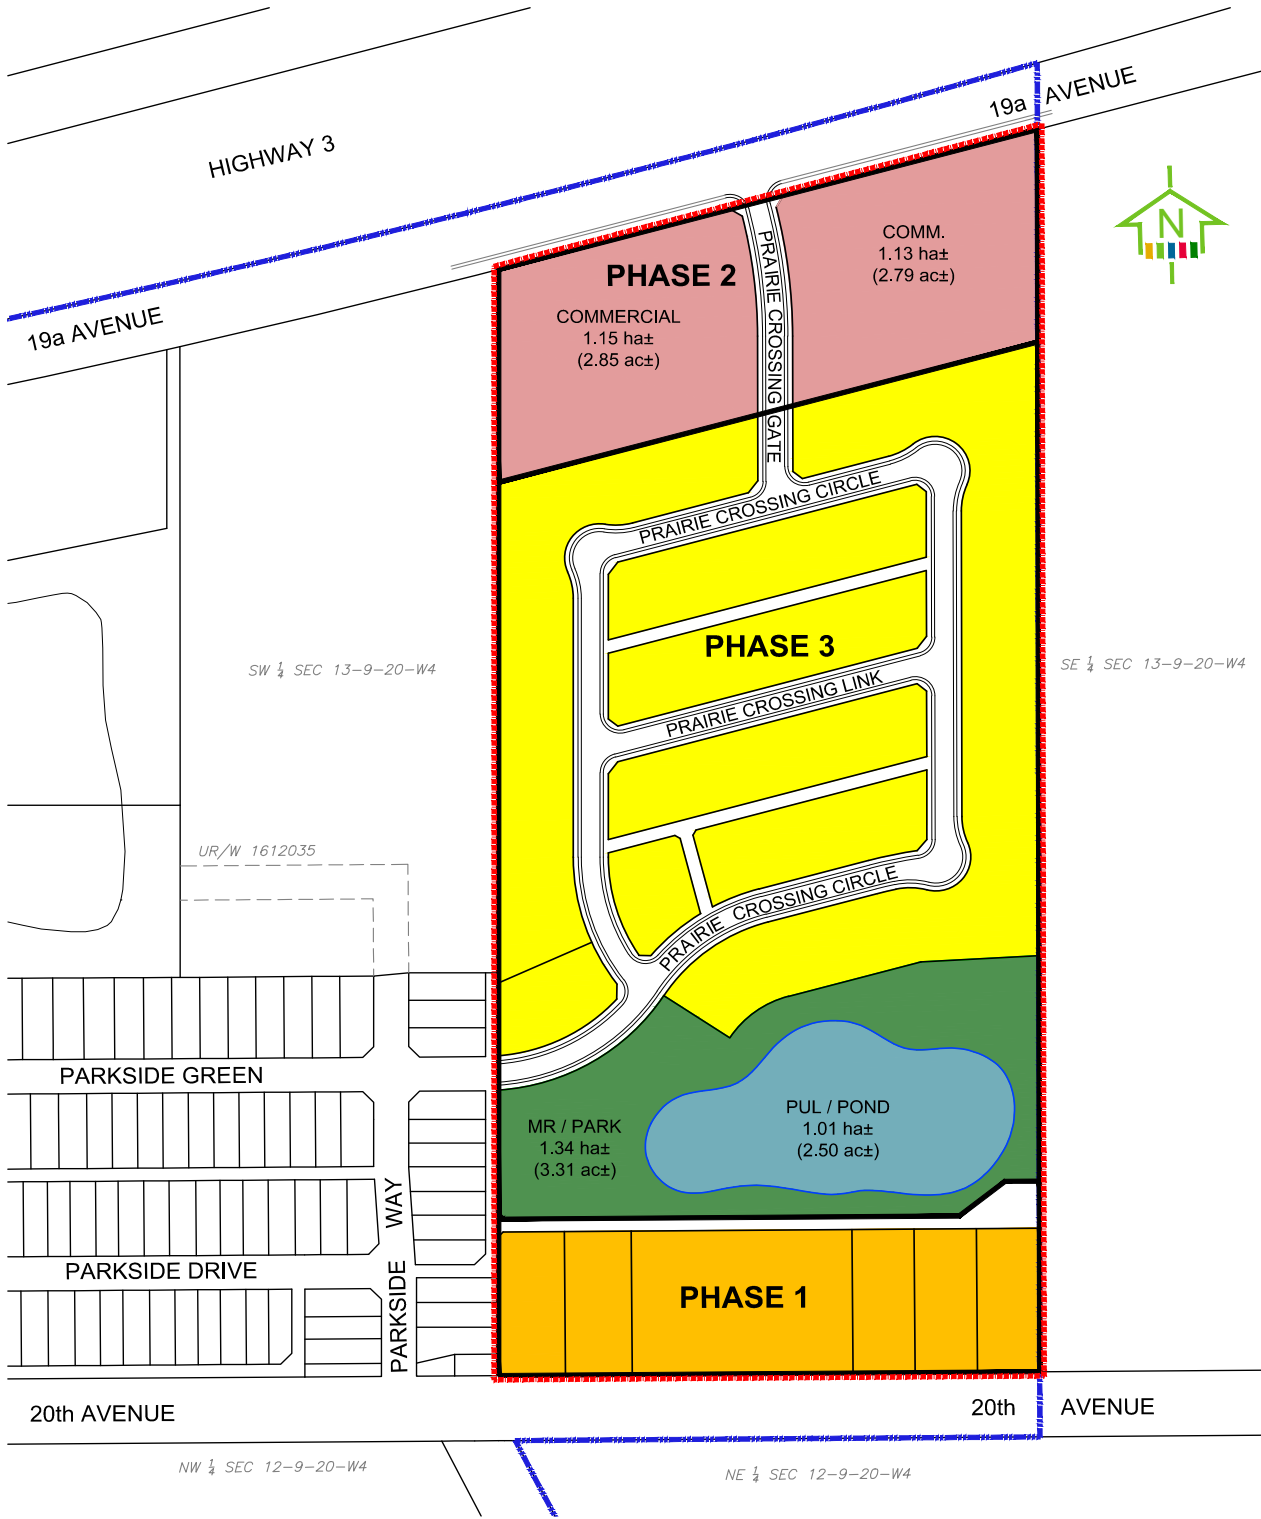 HIGHWAY 3
19a AVENUE
N
PHASE 2
COMMERCIAL
1.15 ha±
(2.85 ac±)
COMM.
1.13 ha±
(2.79 ac±)
PRAIRIE CROSSING GATE
19a AVENUE
PRAIRIE CROSSING CIRCLE
PHASE 3
SW 1/4 SEC 13-9-20-W4
SE 1/4 SEC 13-9-20-W4
PRAIRIE CROSSING LINK
UR/W 1612035
PRAIRIE CROSSING CIRCLE
PARKSIDE GREEN
MR / PARK
1.34 ha±
(3.31 ac±)
PUL / POND
1.01 ha±
(2.50 ac±)
PARKSIDE WAY
PARKSIDE DRIVE
PHASE 1
20th AVENUE
20th AVENUE
NW 1/4 SEC 12-9-20-W4
NE 1/4 SEC 12-9-20-W4